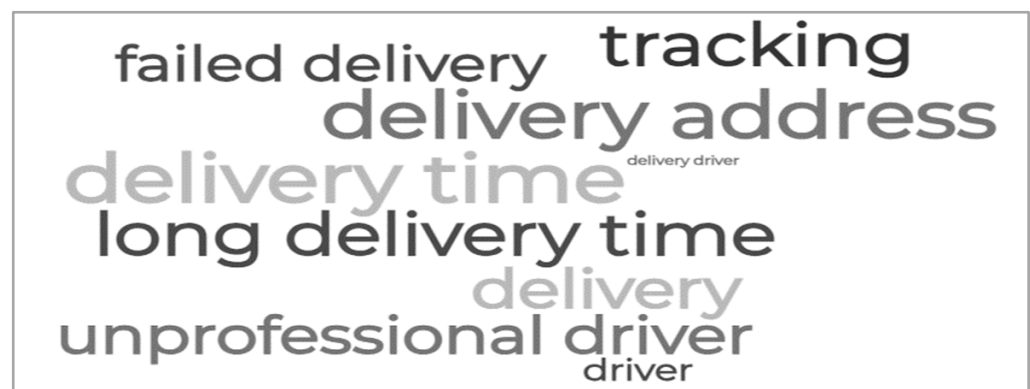 tracking
failed delivery
delivery address
delivery time
delivery driver
long delivery time
delivery
unprofessional driver
driver